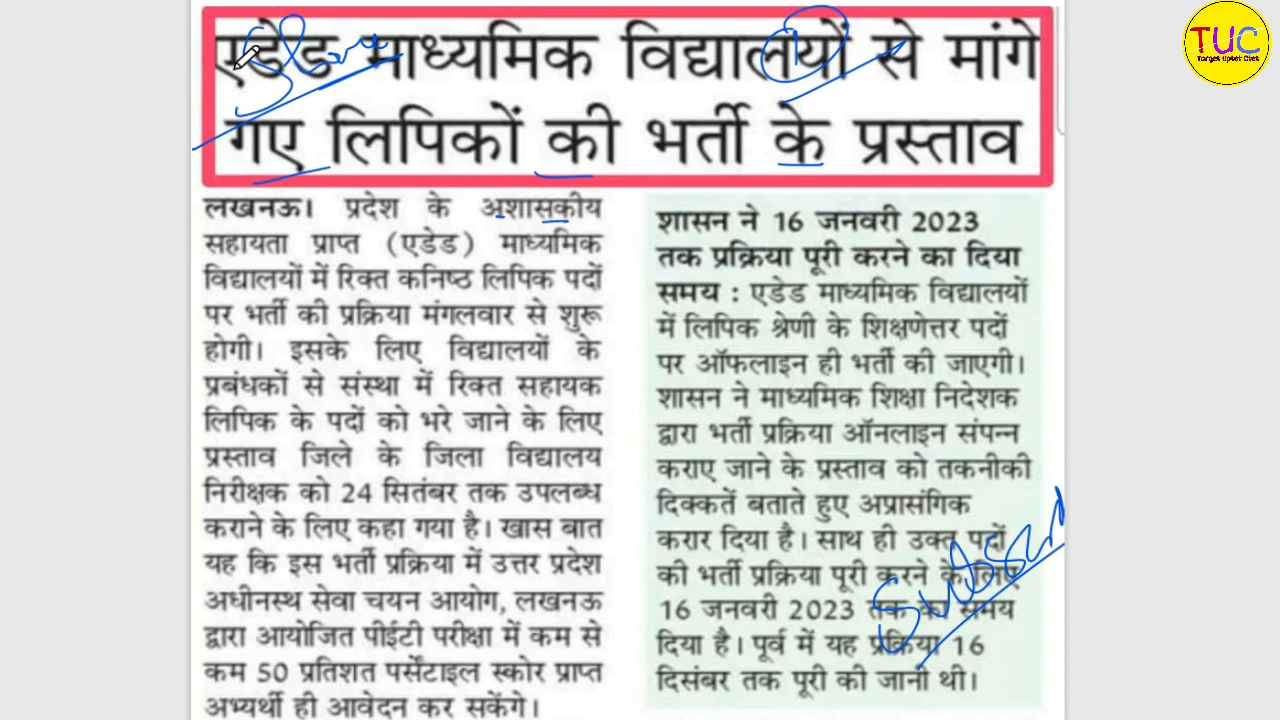 एडेड माध्यमिक विद्यालयों से मांगे
गए लिपिकों की भर्ती के प्रस्ताव
लखनऊ। प्रदेश के अशासकीय
सहायता प्राप्त (एडेड) माध्यमिक
विद्यालयों में रिक्त कनिष्ठ लिपिक पदों
पर भर्ती की प्रक्रिया मंगलवार से शुरू
होगी। इसके लिए विद्यालयों के
प्रबंधकों से संस्था में रिक्त सहायक
लिपिक के पदों को भरे जाने के लिए
प्रस्ताव जिले के जिला विद्यालय
निरीक्षक को 24 सितंबर तक उपलब्ध
कराने के लिए कहा गया है। खास बात
यह कि इस भर्ती प्रक्रिया में उत्तर प्रदेश
अधीनस्थ सेवा चयन आयोग, लखनऊ
द्वारा आयोजित पीईटी परीक्षा में कम से
कम 50 प्रतिशत पर्सेंटाइल स्कोर प्राप्त
अभ्यर्थी ही आवेदन कर सकेंगे।
शासन ने 16 जनवरी 2023
तक प्रक्रिया पूरी करने का दिया
समय : एडेड माध्यमिक विद्यालयों
में लिपिक श्रेणी के शिक्षणेत्तर पदों
पर ऑफलाइन ही भर्ती की जाएगी।
शासन ने माध्यमिक शिक्षा निदेशक
द्वारा भर्ती प्रक्रिया ऑनलाइन संपन्न
कराए जाने के प्रस्ताव को तकनीकी
दिक्कतें बताते हुए अप्रासंगिक
करार दिया है। साथ ही उक्त पदों
की भर्ती प्रक्रिया पूरी करने के लिए
16 जनवरी 2023 तक का समय
दिया है। पूर्व में यह प्रक्रिया 16
दिसंबर तक पूरी की जानी थी।
TUC
Target Upter Clat
Share